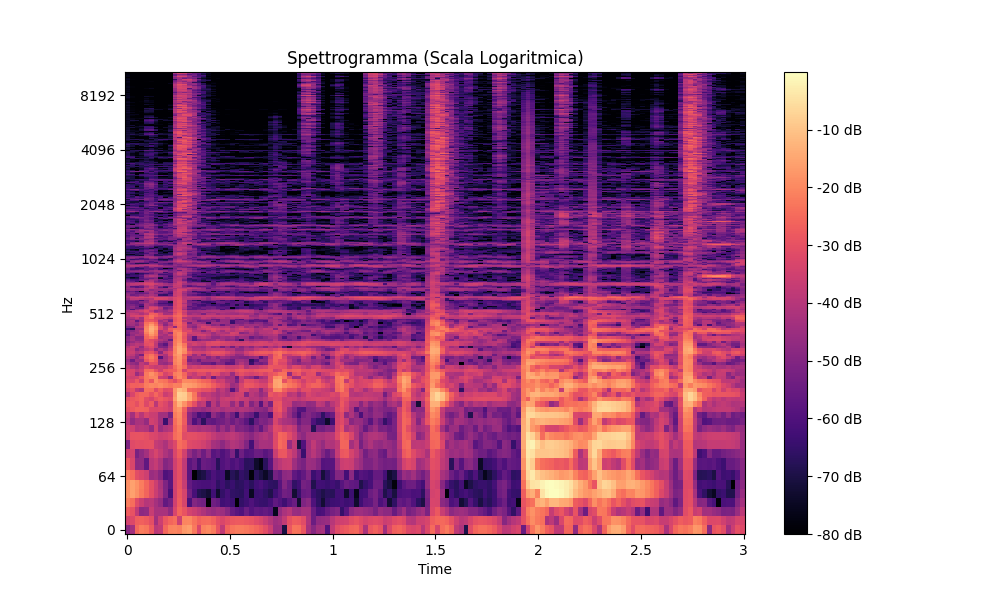 Spettrogramma (Scala Logaritmica)
8192
4096
2048
1024
512
256
128
64
0
Hz
0
0.5
1
1.5
2
2.5
3
Time
-10 dB
-20 dB
-30 dB
-40 dB
-50 dB
-60 dB
-70 dB
-80 dB